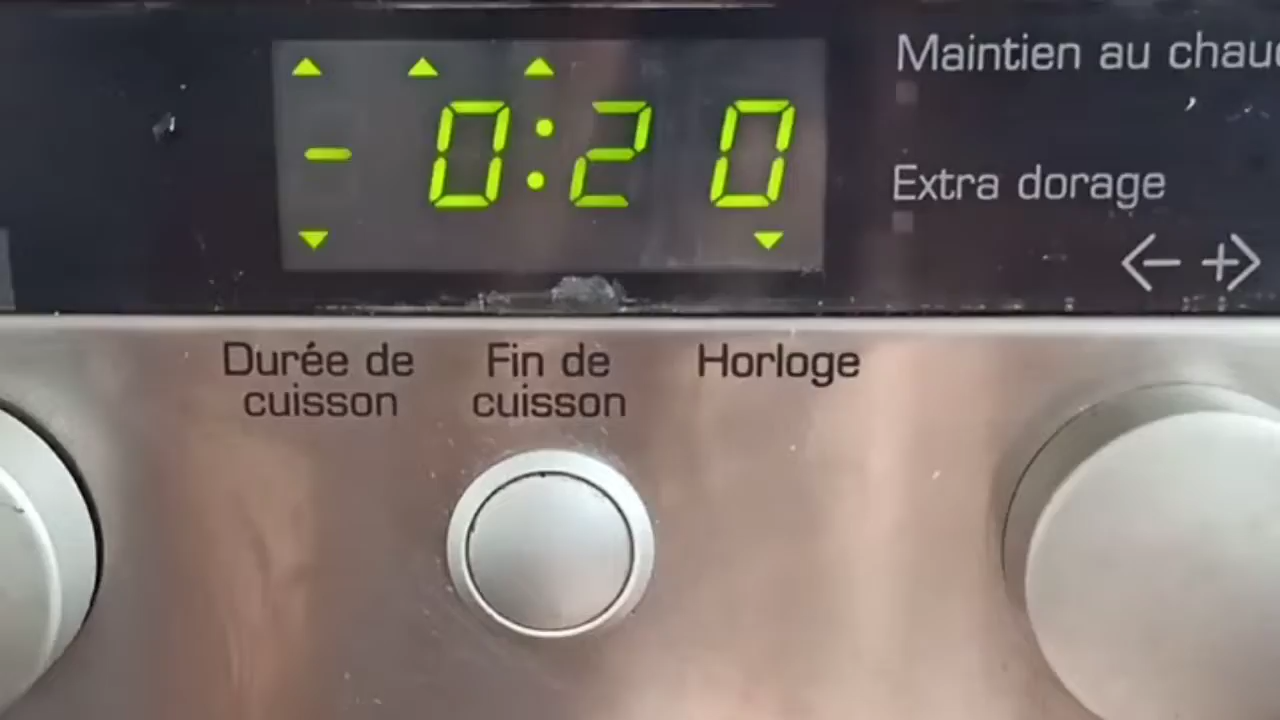 Maintien au chau
- 0:20
Extra dorage
Durée de
cuisson
Fin de
cuisson
Horloge